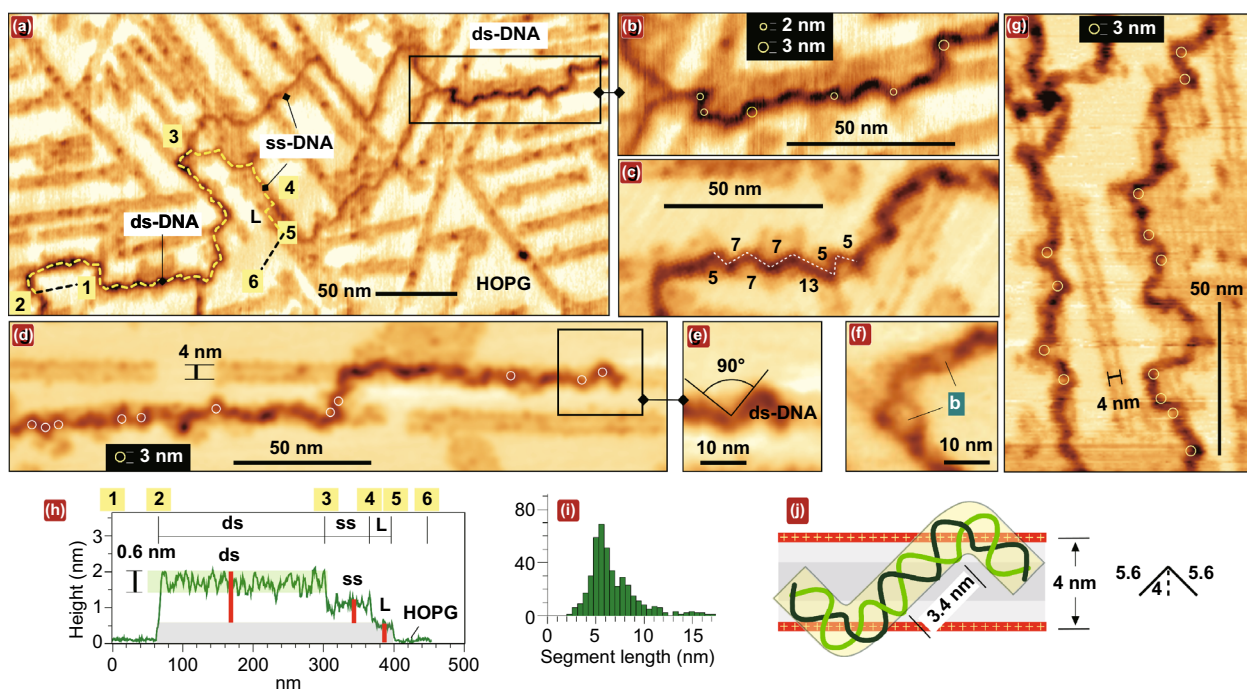 (a)
ds-DNA
3
ss-DNA
4
ds-DNA
L
5
2
1
6
50 nm
HOPG
(b)
2 nm
3 nm
50 nm
(c)
50 nm
7
7
5
5
5
7
13
(d)
4 nm
3 nm
50 nm
(e)
90°
ds-DNA
10 nm
(f)
b
10 nm
(g)
3 nm
50 nm
4 nm
(h)
1
2
3
4
5
6
ds
ss
L
3
0.6 nm
ds
2
ss
1
L
HOPG
0
Height (nm)
0
100
200
300
400
500
nm
(i)
80
40
0
0
5
10
15
Segment length (nm)
(j)
3.4 nm
4 nm
5.6
5.6
4